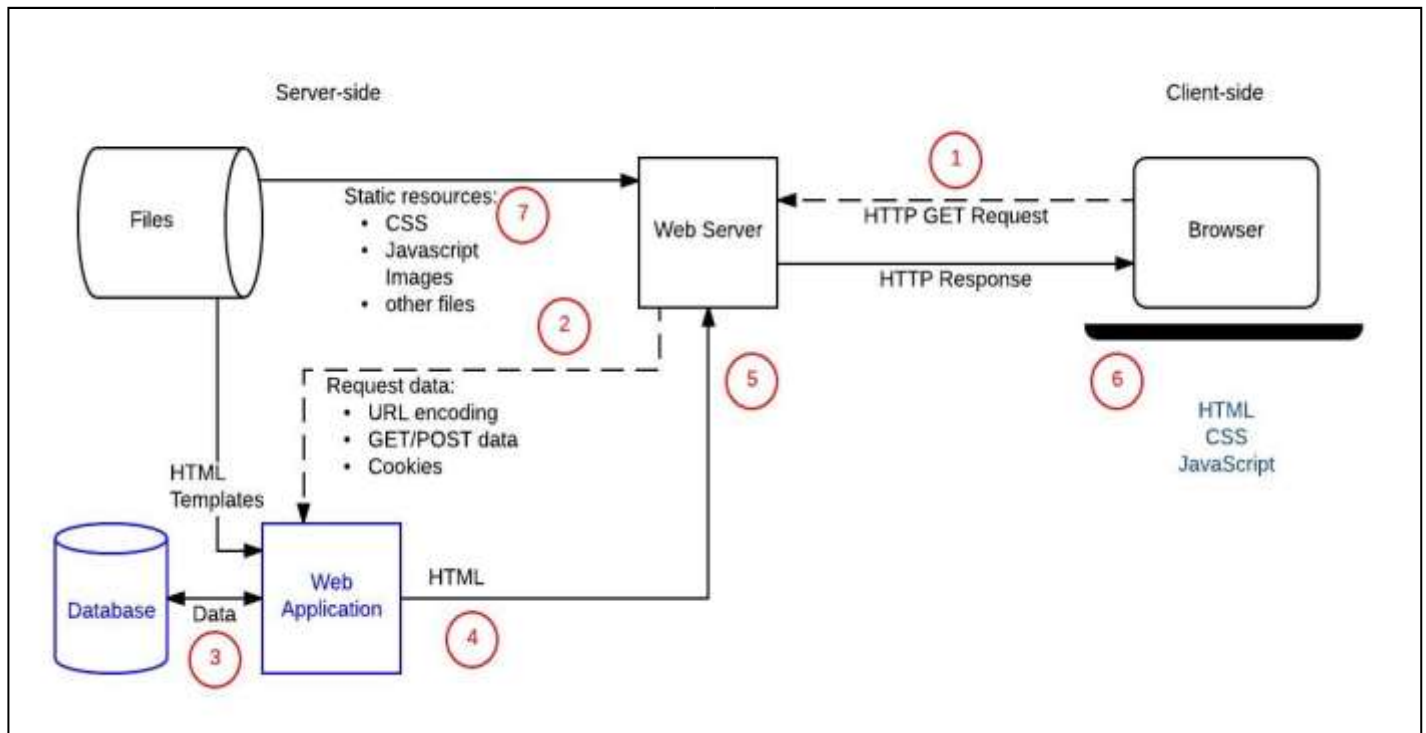 Server-side
Client-side
1
Files
Static resources:
• CSS
• Javascript
Images
• other files
7
Web Server
HTTP GET Request
HTTP Response
Browser
2
Request data:
• URL encoding
• GET/POST data
• Cookies
5
6
HTML
CSS
JavaScript
HTML
Templates
Database
Data
3
Web
Application
HTML
4